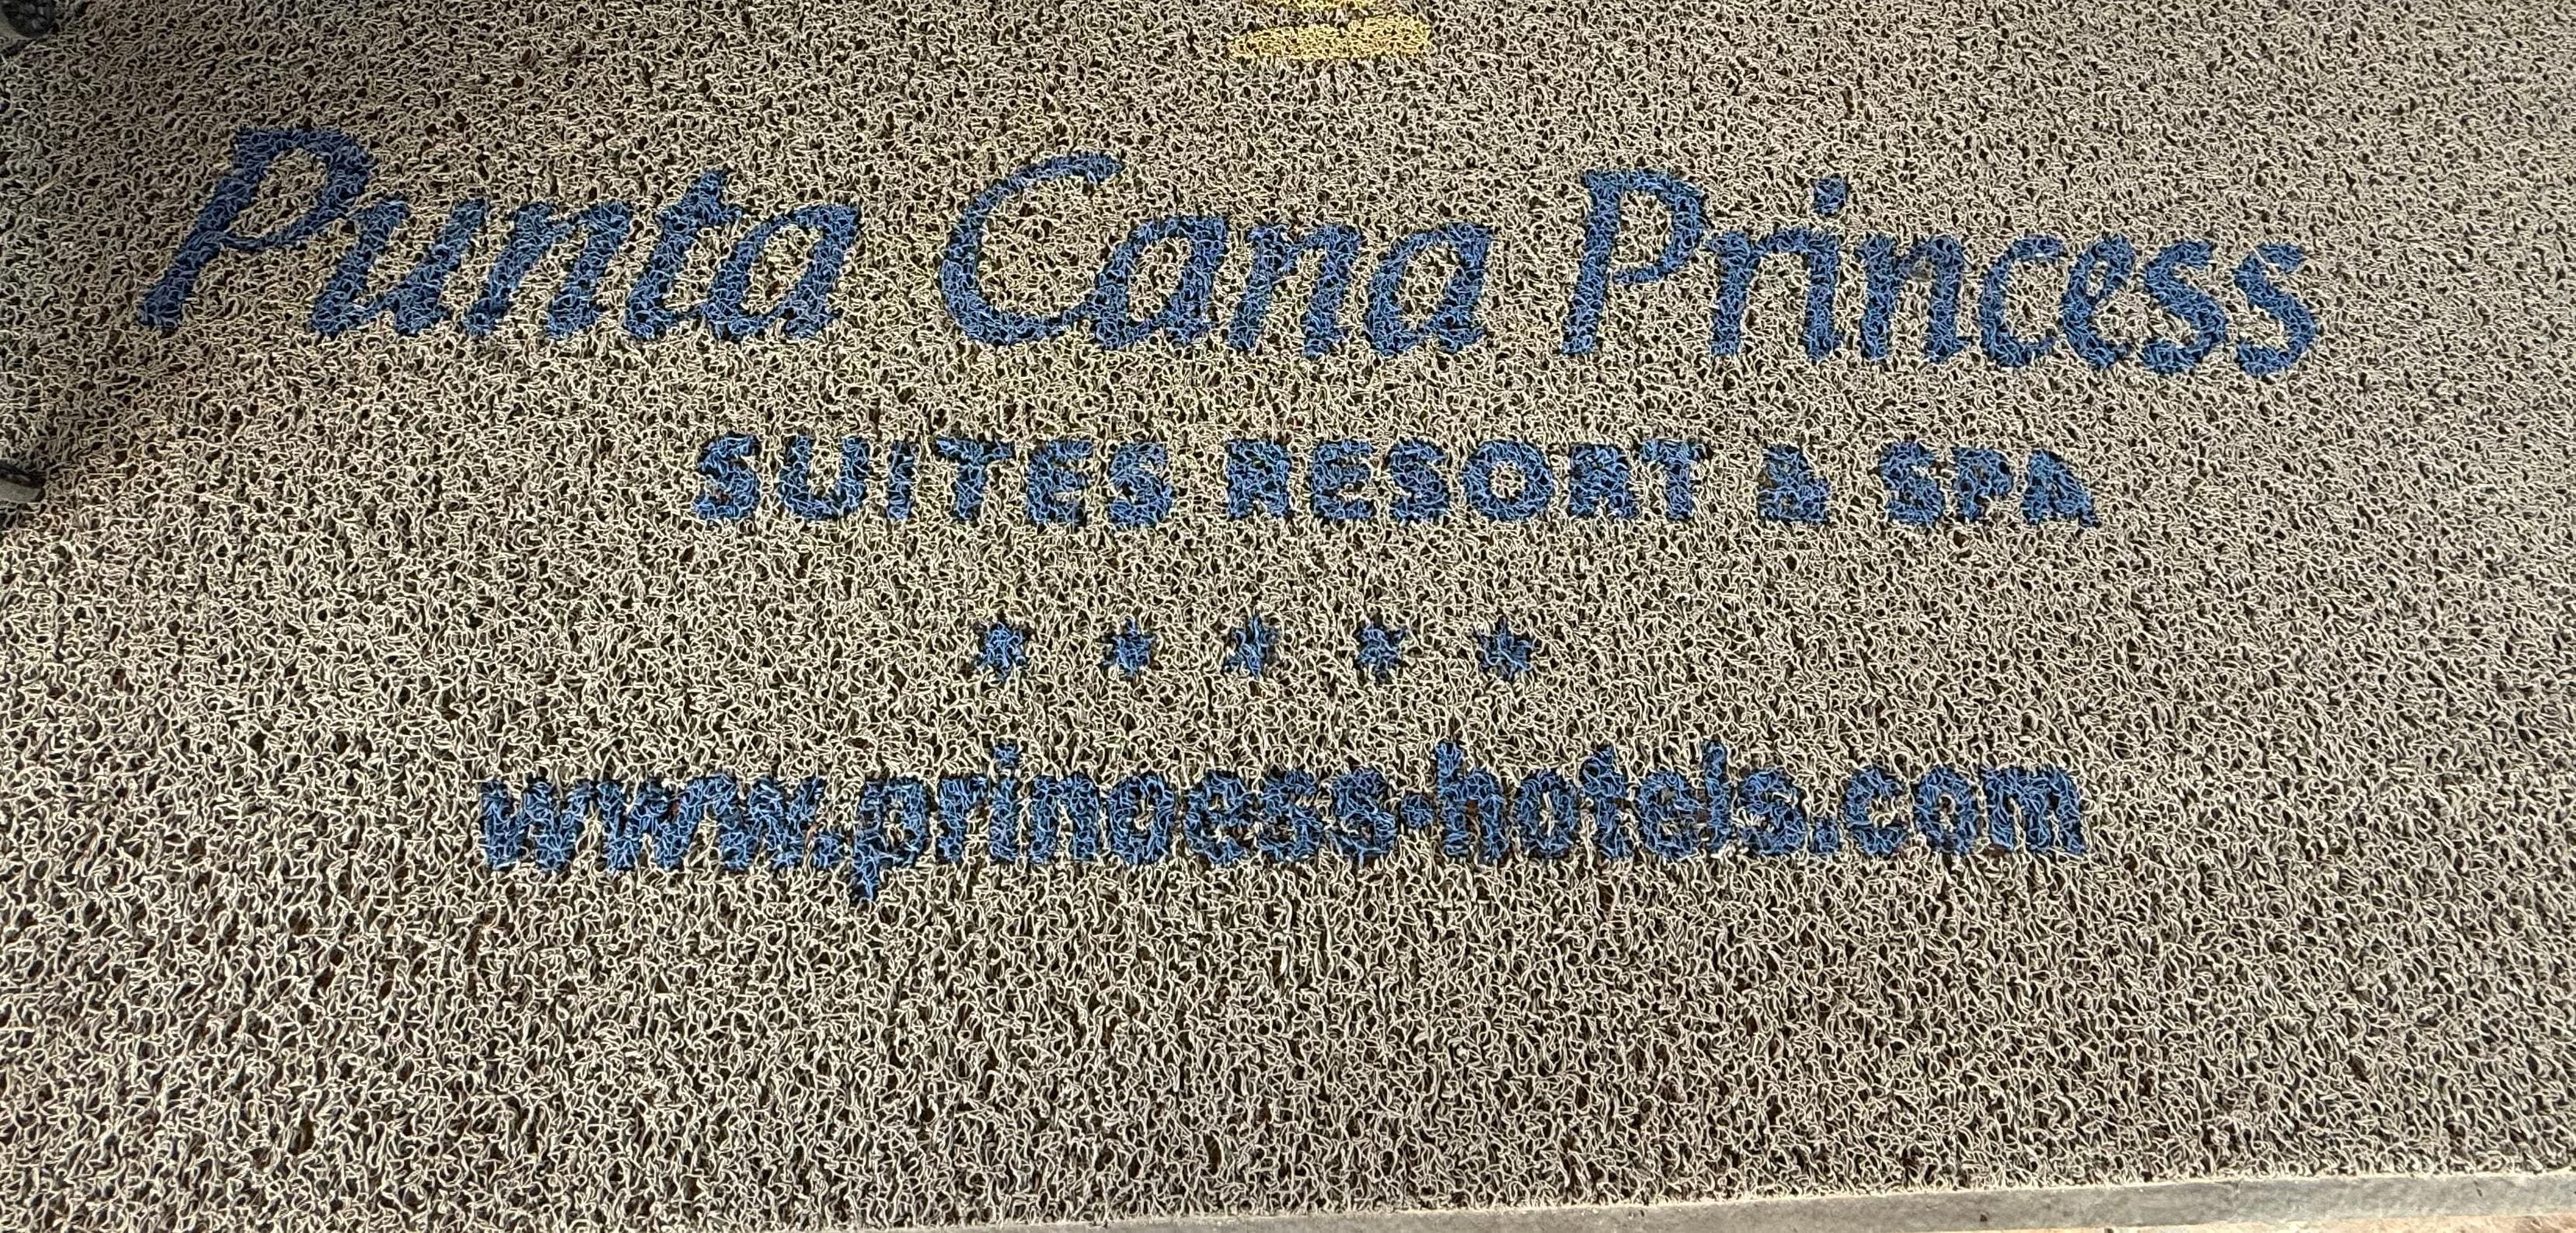 Punta Cana Princess
SUITES RESORT & SPA
www.princess-hotels.com